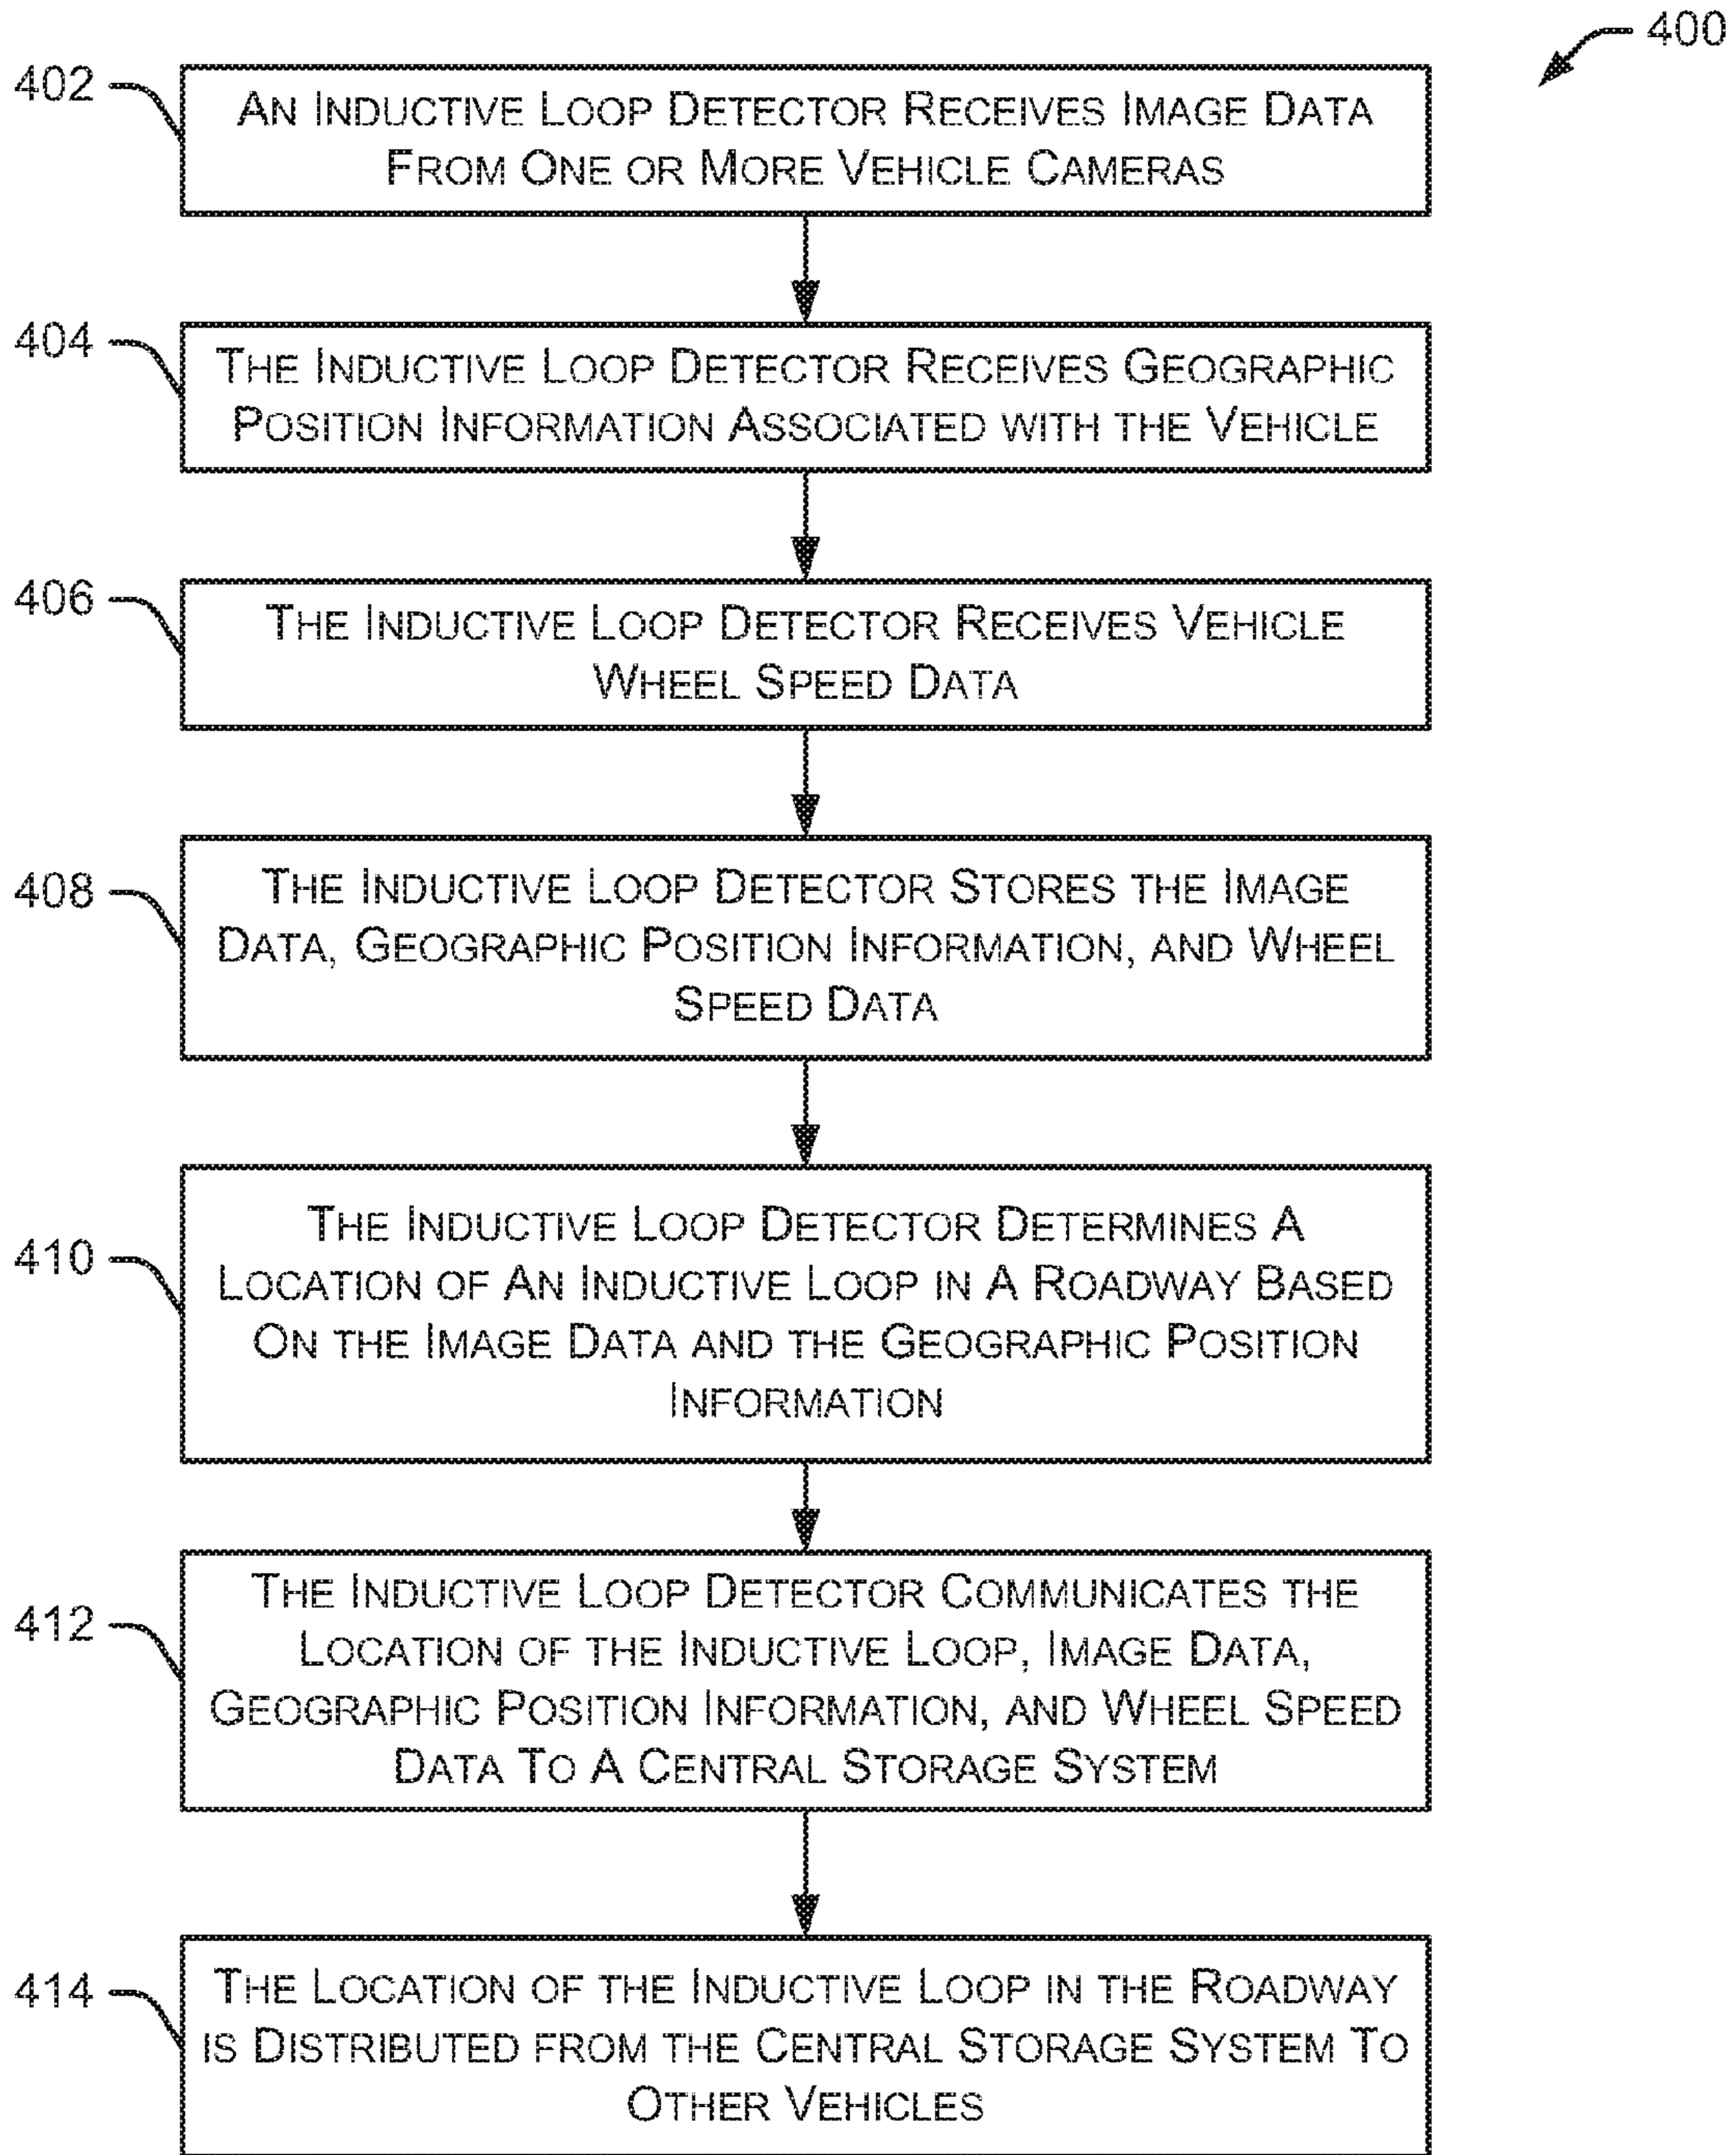 400
402
AN INDUCTIVE LOOP DETECTOR RECEIVES IMAGE DATA
FROM ONE OR MORE VEHICLE CAMERAS
404
THE INDUCTIVE LOOP DETECTOR RECEIVES GEOGRAPHIC
POSITION INFORMATION ASSOCIATED WITH THE VEHICLE
406
THE INDUCTIVE LOOP DETECTOR RECEIVES VEHICLE
WHEEL SPEED DATA
408
THE INDUCTIVE LOOP DETECTOR STORES THE IMAGE
DATA, GEOGRAPHIC POSITION INFORMATION, AND WHEEL
SPEED DATA
410
THE INDUCTIVE LOOP DETECTOR DETERMINES A
LOCATION OF AN INDUCTIVE LOOP IN A ROADWAY BASED
ON THE IMAGE DATA AND THE GEOGRAPHIC POSITION
INFORMATION
412
THE INDUCTIVE LOOP DETECTOR COMMUNICATES THE
LOCATION OF THE INDUCTIVE LOOP, IMAGE DATA,
GEOGRAPHIC POSITION INFORMATION, AND WHEEL SPEED
DATA TO A CENTRAL STORAGE SYSTEM
414
THE LOCATION OF THE INDUCTIVE LOOP IN THE ROADWAY
IS DISTRIBUTED FROM THE CENTRAL STORAGE SYSTEM TO
OTHER VEHICLES